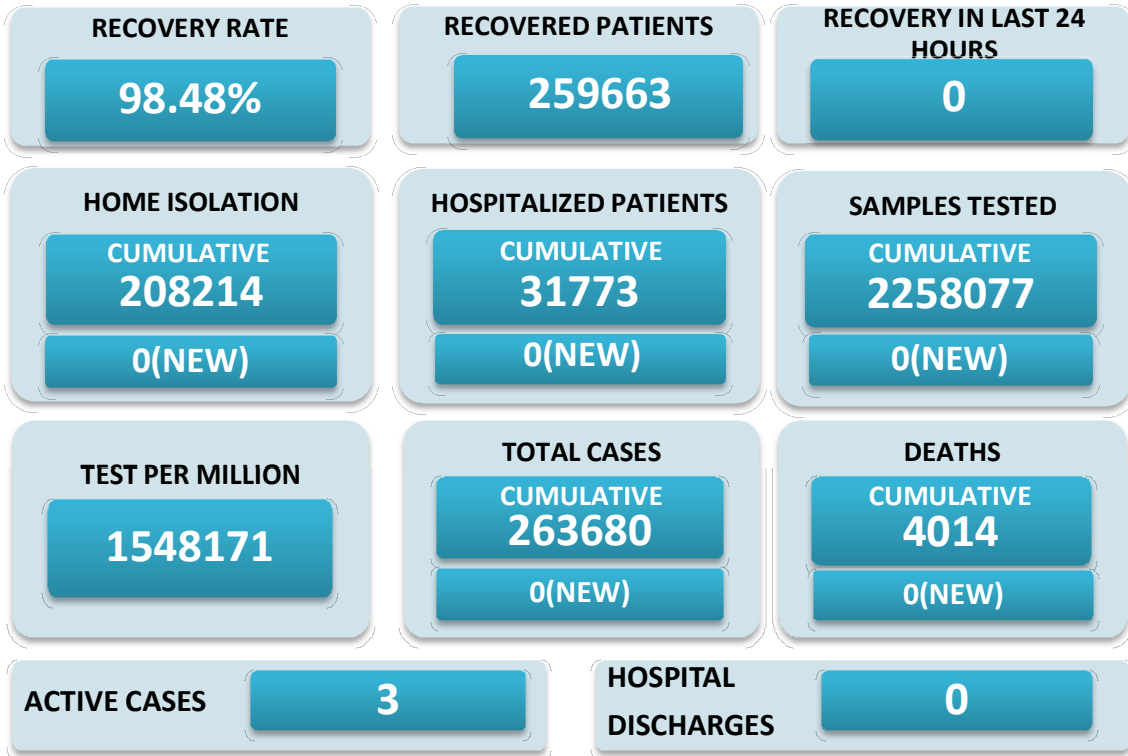 RECOVERY RATE
98.48%
RECOVERED PATIENTS
259663
RECOVERY IN LAST 24
HOURS
0
HOME ISOLATION
CUMULATIVE
208214
0(NEW)
HOSPITALIZED PATIENTS
CUMULATIVE
31773
0(NEW)
SAMPLES TESTED
CUMULATIVE
2258077
0(NEW)
TEST PER MILLION
1548171
TOTAL CASES
CUMULATIVE
263680
0(NEW)
DEATHS
CUMULATIVE
4014
0(NEW)
ACTIVE CASES
3
HOSPITAL
DISCHARGES
0